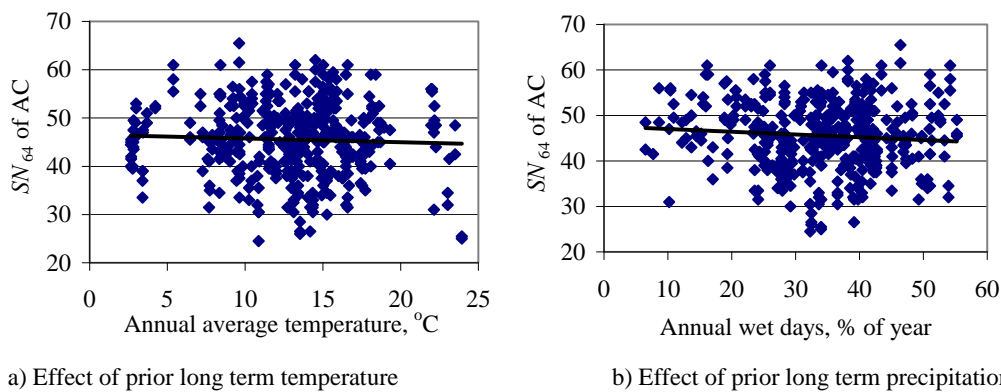 70
60
50
40
30
20
SN64 of AC
0 5 10 15 20 25
Annual average temperature, °C
a) Effect of prior long term temperature
70
60
50
40
30
20
SN64 of AC
0 10 20 30 40 50 60
Annual wet days, % of year
b) Effect of prior long term precipitation